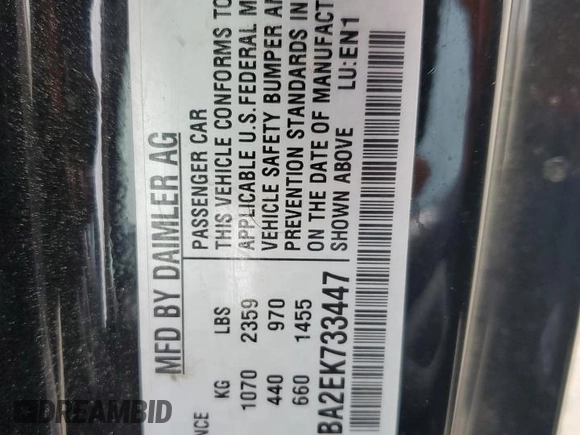 MFD BY DAIMLER AG
PASSENGER CAR
THIS VEHICLE CONFORMS TO
APPLICABLE U.S.FEDERAL
VEHICLE SAFETY BUMPER
PREVENTION STANDARDS IN
ON THE DATE OF MANUFACT
SHOWN ABOVE LU:EN1
NCE KG LBS
1070 2359
440 970
660 1455
BA2EK733447
DREAMBID